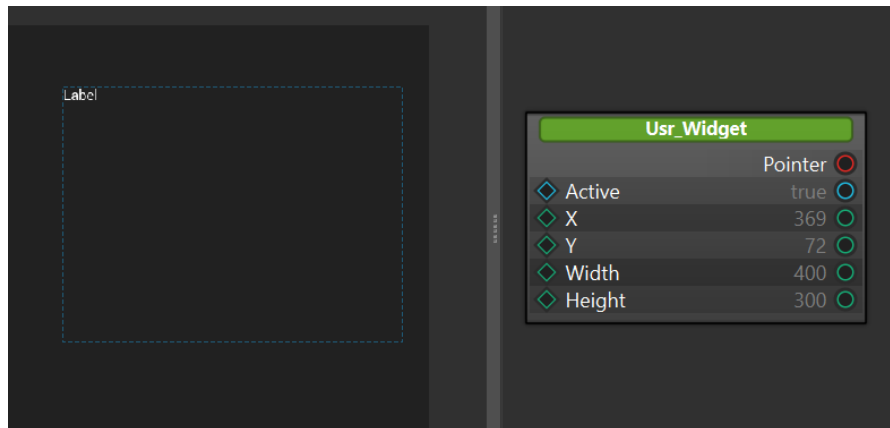 Label
Usr_Widget
Pointer
Active true
X 369
Y 72
Width 400
Height 300